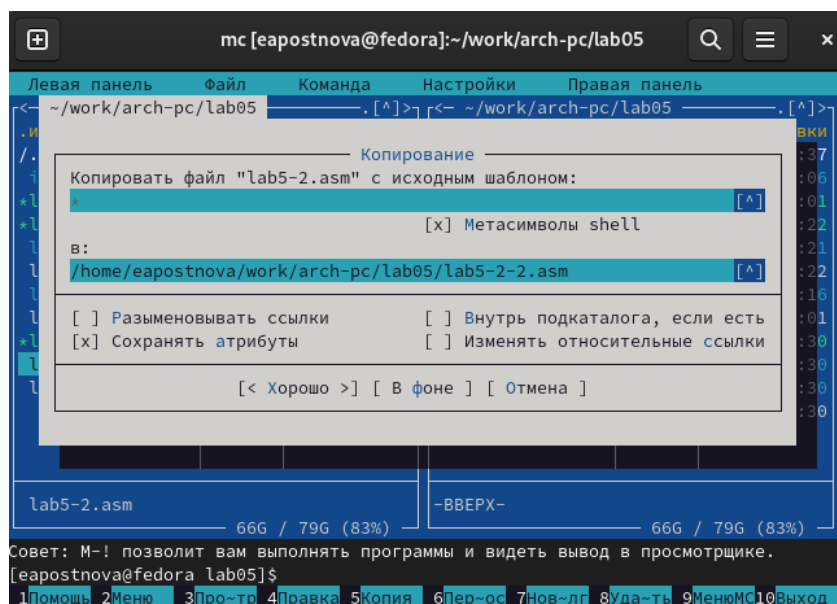 mc [eapostnova@fedora]:~/work/arch-pc/lab05
Левая панель Файл Команда Настройки Правая панель
<— ~/work/arch-pc/lab05 .[^]> <— ~/work/arch-pc/lab05 .[^]>
Копирование
Копировать файл "lab5-2.asm" с исходным шаблоном:
* [^]
[x] Метасимволы shell
в:
/home/eapostnova/work/arch-pc/lab05/lab5-2-2.asm [^]
[ ] Разыменовывать ссылки [ ] Внутрь подкаталога, если есть
[x] Сохранять атрибуты [ ] Изменять относительные ссылки
[< Хорошо >] [ В фоне ] [ Отмена ]
lab5-2.asm -ВВЕРХ-
66G / 79G (83%) 66G / 79G (83%)
Совет: M-! позволит вам выполнять программы и видеть вывод в просмотрщике.
[eapostnova@fedora lab05]$
1Помощь 2Меню 3Про~тр 4Правка 5Копия 6Пер~ос 7Нов~лг 8Уда~ть 9МенюMC10Выход